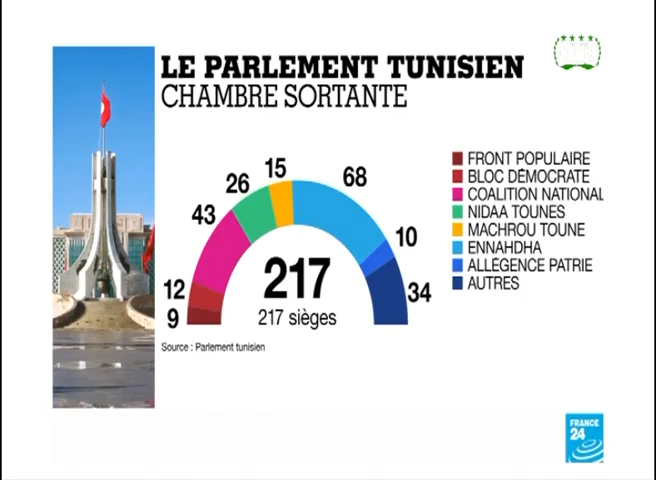 LE PARLEMENT TUNISIEN
CHAMBRE SORTANTE
15
68
26
43
10
12
34
9
217
217 sièges
FRONT POPULAIRE
BLOC DÉMOCRATE
COALITION NATIONAL
NIDAA TOUNES
MACHROU TOUNE
ENNAHDHA
ALLÉGENCE PATRIE
AUTRES
Source : Parlement tunisien
FRANCE
24